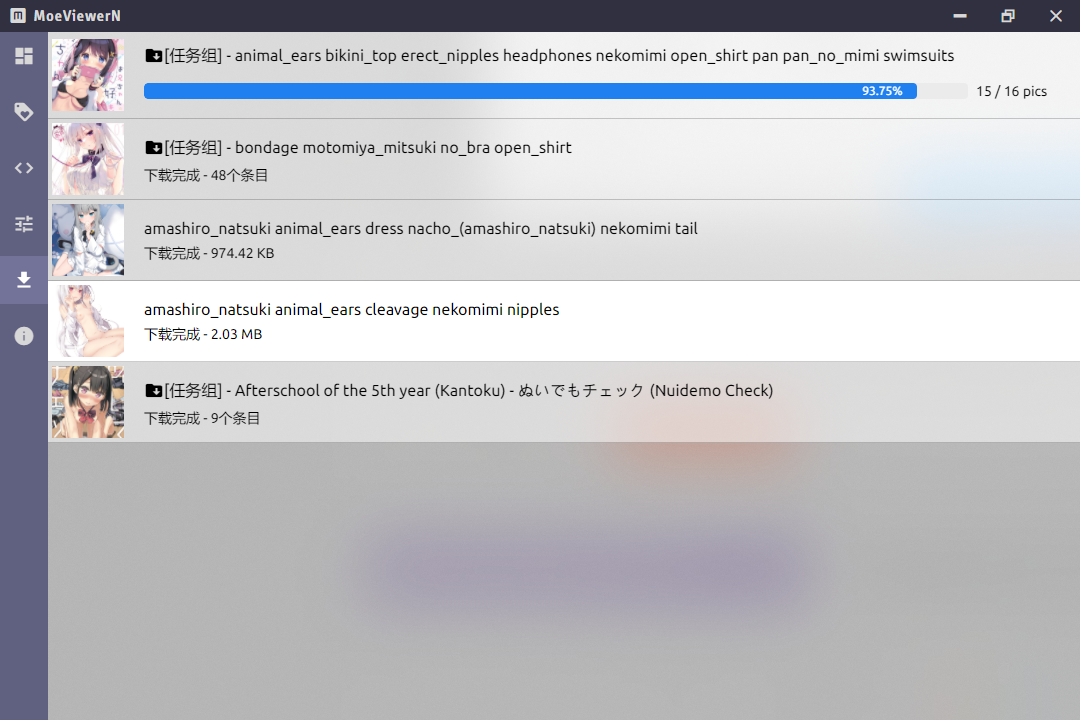 MoeViewerN
[任务组] - animal_ears bikini_top erect_nipples headphones nekomimi open_shirt pan pan_no_mimi swimsuits
93.75%
15 / 16 pics
[任务组] - bondage motomiya_mitsuki no_bra open_shirt
下载完成 - 48个条目
amashiro_natsuki animal_ears dress nacho_(amashiro_natsuki) nekomimi tail
下载完成 - 974.42 KB
amashiro_natsuki animal_ears cleavage nekomimi nipples
下载完成 - 2.03 MB
[任务组] - Afterschool of the 5th year (Kantoku) - ぬいでもチェック (Nuidemo Check)
下载完成 - 9个条目